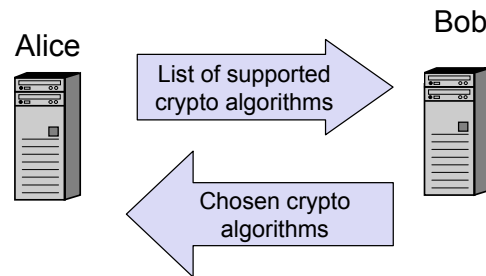 Alice
Bob
List of supported
crypto algorithms
Chosen crypto
algorithms